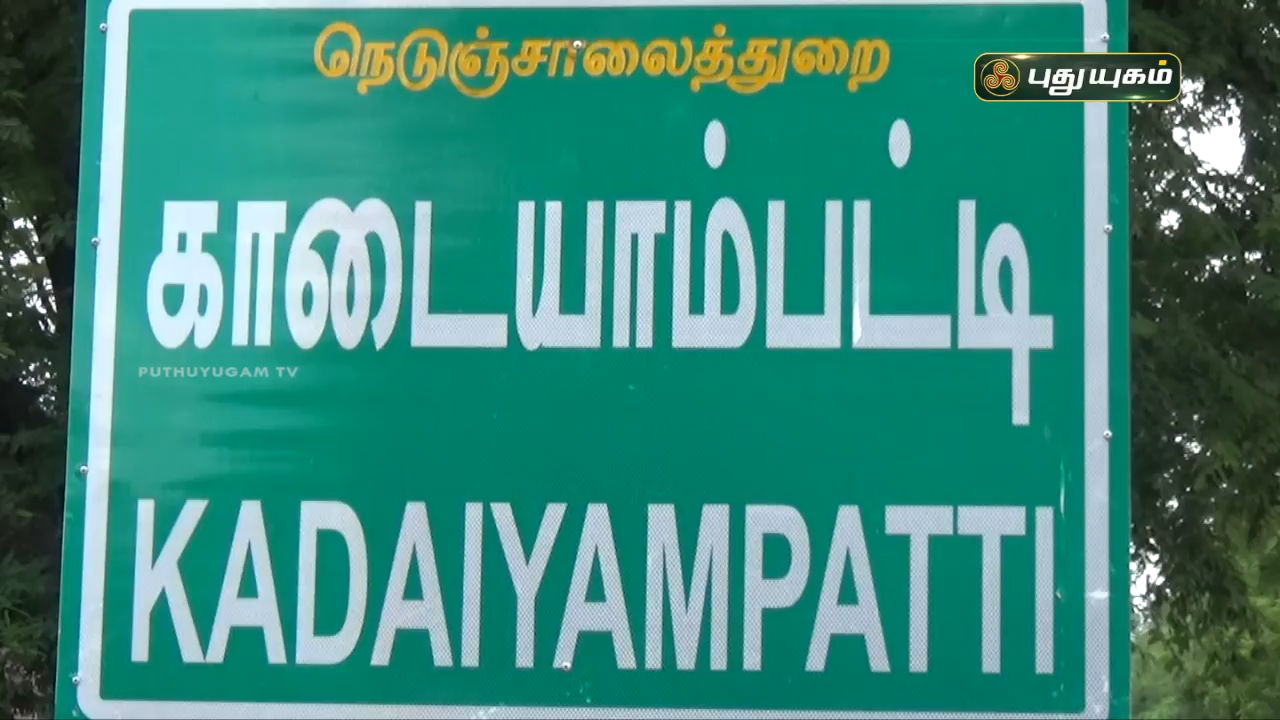 நெடுஞ்சாலைத்துறை
புதுயுகம்
காடையாம்பட்டி
PUTHUYUGAM TV
KADAIYAMPATTI